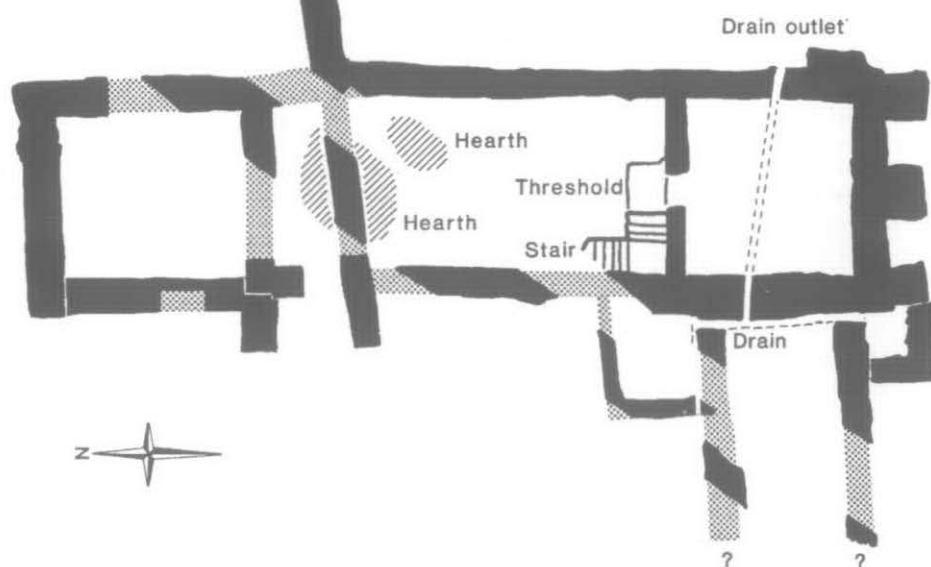 Drain outlet
Hearth
Threshold
Hearth
Stair
Drain
N
?
?